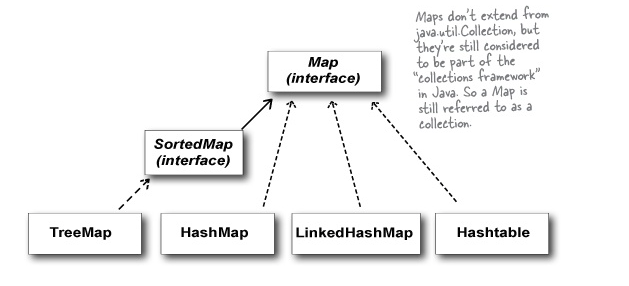 Maps don't extend from
java.util.Collection, but
they're still considered
to be part of the
"collections framework"
in Java. So a Map is
still referred to as a
collection.
Map
(interface)
SortedMap
(interface)
TreeMap
HashMap
LinkedHashMap
Hashtable